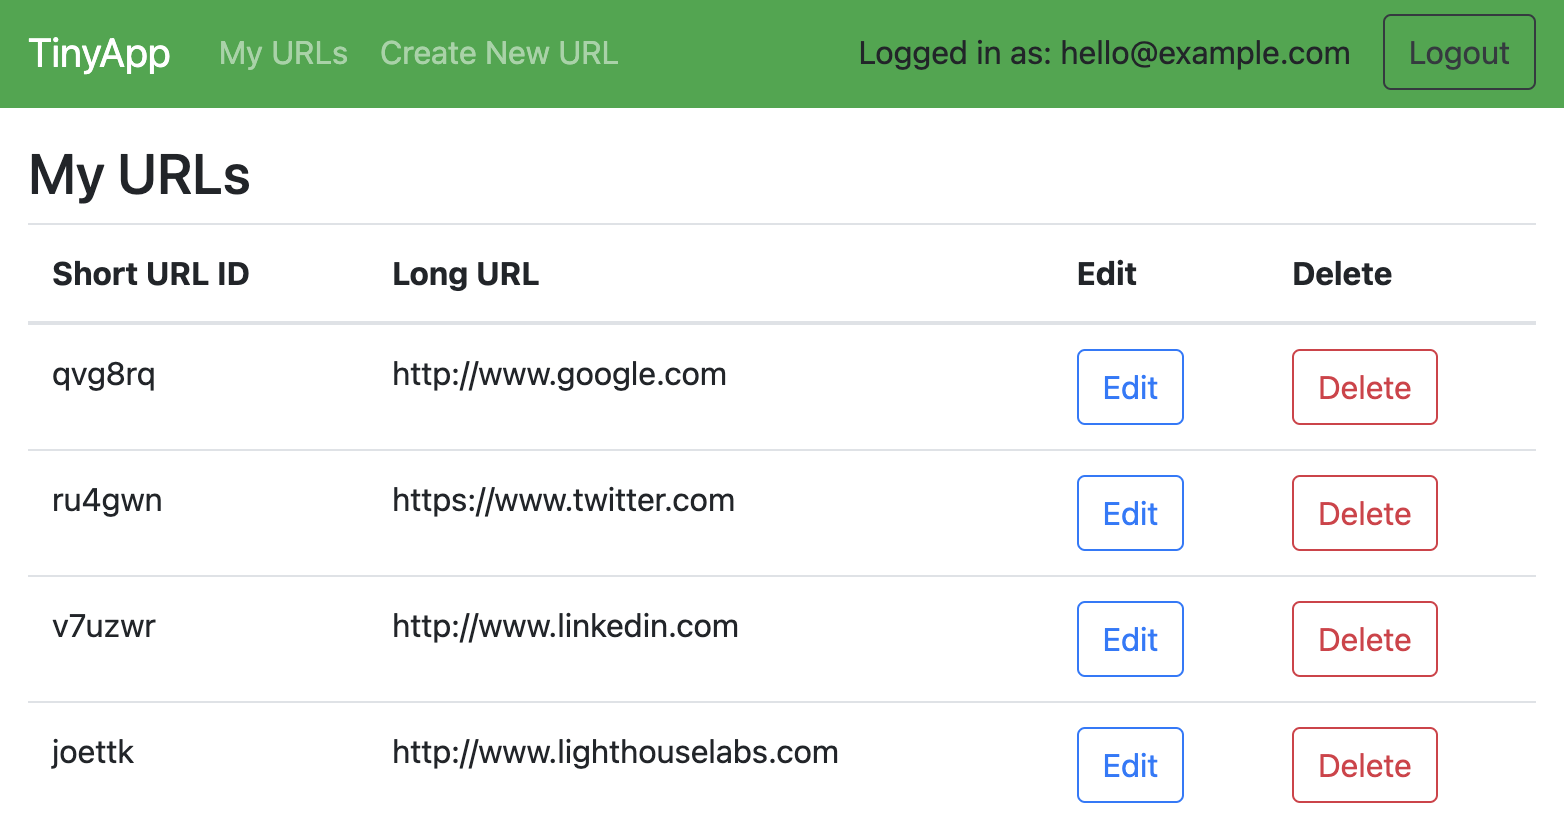 TinyApp My URLs Create New URL Logged in as: hello@example.com Logout
My URLs
Short URL ID Long URL Edit Delete
qvg8rq http://www.google.com Edit Delete
ru4gwn https://www.twitter.com Edit Delete
v7uzwr http://www.linkedin.com Edit Delete
joettk http://www.lighthouselabs.com Edit Delete